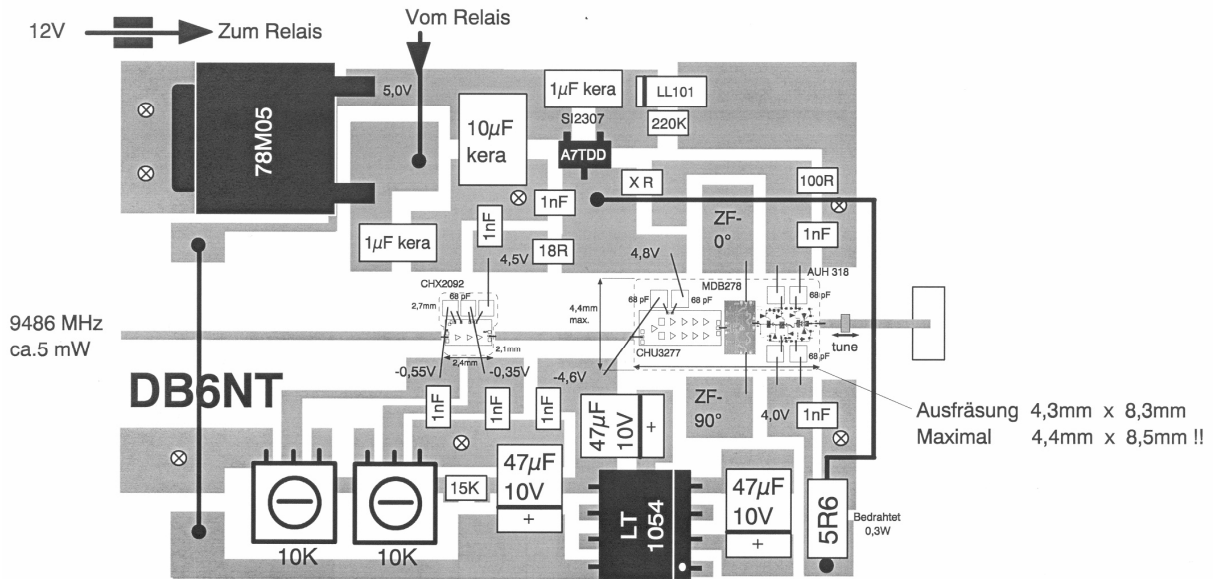 12V
Zum Relais
Vom Relais
78M05
5,0V
10µF
kera
1µF kera
SI2307
A7TDD
LL101
220K
X R
100R
1nF
1nF
1µF kera
1nF
18R
4,5V
4,8V
ZF-
0°
1nF
AUH 318
MDB278
CHX2092
68 pF
2,7mm
2,1mm
2,4mm
4,4mm
max.
68 pF
68 pF
68 pF
68 pF
CHU3277
tune
9486 MHz
ca.5 mW
DB6NT
-0,55V
-0,35V
-4,6V
1nF
1nF
1nF
47µF
10V
+
ZF-
90°
4,0V
1nF
Ausfräsung 4,3mm x 8,3mm
Maximal 4,4mm x 8,5mm !!
10K
10K
15K
47µF
10V
+
LT
1054
47µF
10V
+
5R6
Bedrahtet
0,3W